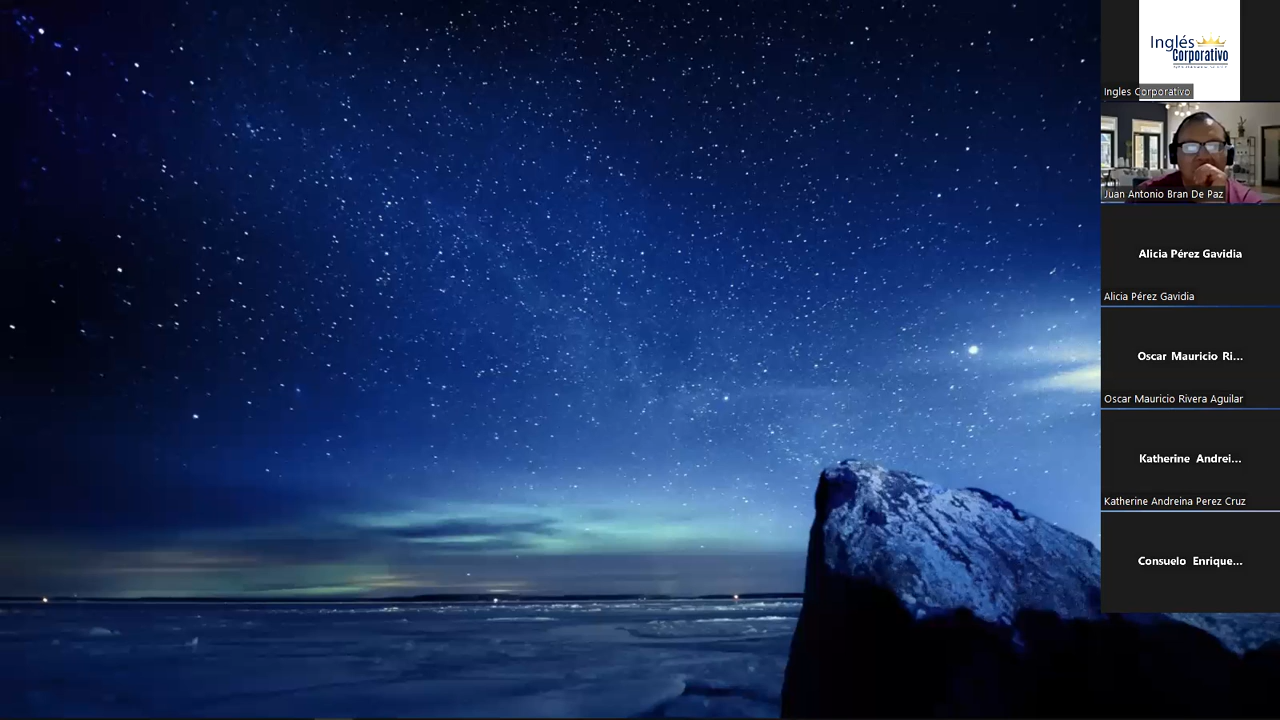 Inglés
Corporativo
Ingles Corporativo
Juan Antonio Bran De Paz
Alicia Pérez Gavidia
Alicia Pérez Gavidia
Oscar Mauricio Ri...
Oscar Mauricio Rivera Aguilar
Katherine Andrei...
Katherine Andreina Perez Cruz
Consuelo Enrique...